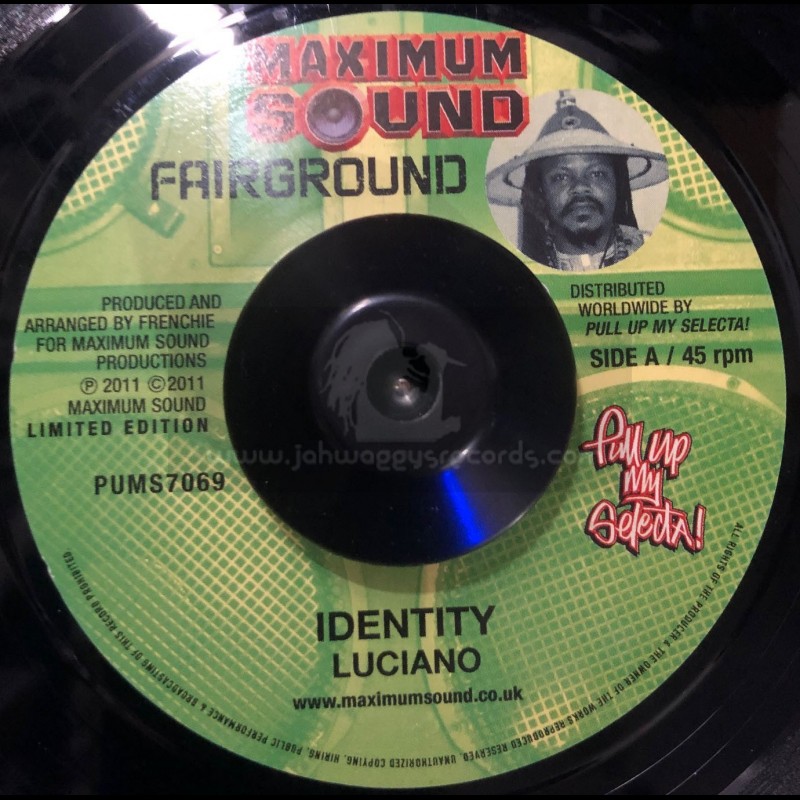 MAXIMUM
SOUND
FAIRGROUND
PRODUCED AND
ARRANGED BY FRENCHIE
FOR MAXIMUM SOUND
PRODUCTIONS
℗ 2011 ©2011
MAXIMUM SOUND
LIMITED EDITION
PUMS7069
DISTRIBUTED
WORLDWIDE BY
PULL UP MY SELECTA!
SIDE A / 45 rpm
www.jahwaggysrecords.com
Pull up
My
Selecta!
IDENTITY
LUCIANO
www.maximumsound.co.uk
ALL RIGHTS OF THE PRODUCER & THE OWNER OF THE WORKS REPRODUCED RESERVED, UNAUTHORIZED COPYING, HIRING, PUBLIC PERFORMANCE & BROADCASTING OF THIS RECORD PROHIBITED